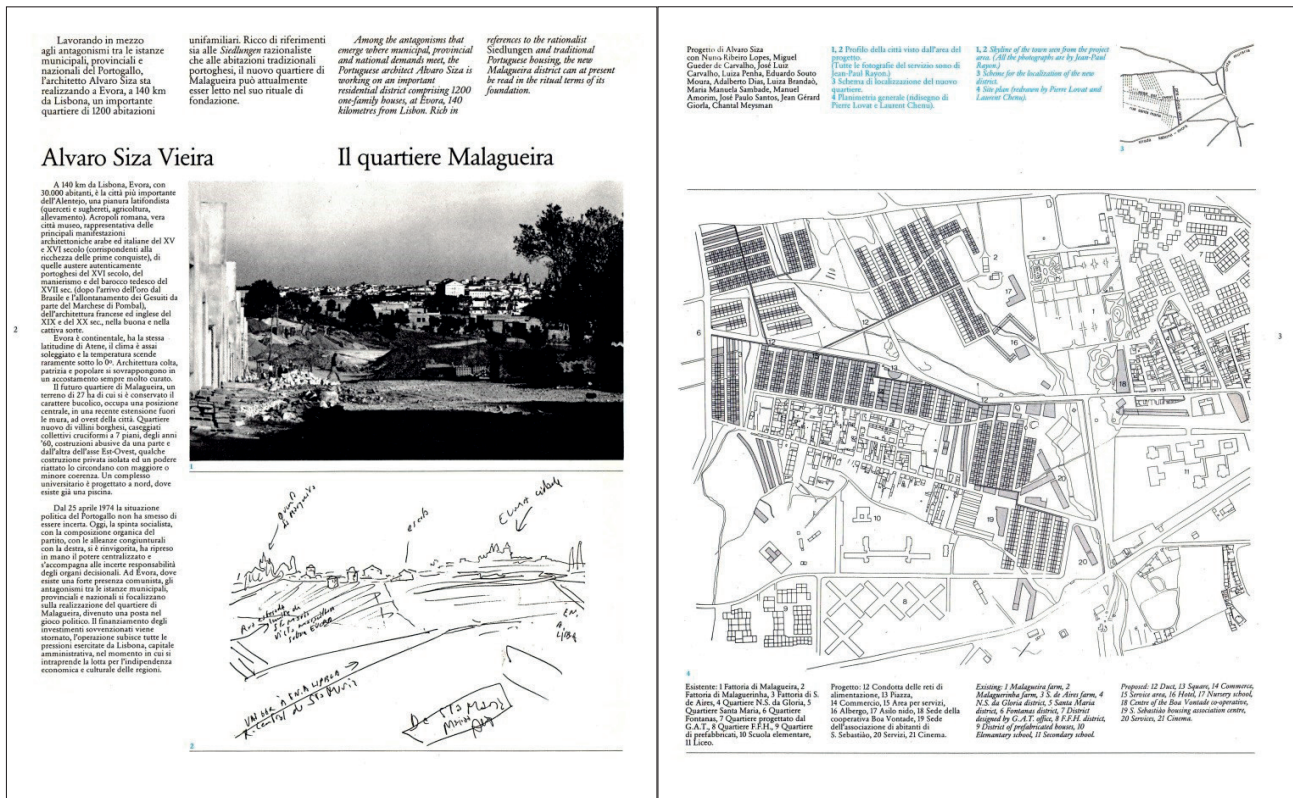 Lavorando in mezzo
agli antagonismi tra le istanze
municipali, provinciali e
nazionali del Portogallo,
l'architetto Alvaro Siza sta
realizzando a Evora, a 140 km
da Lisbona, un importante
quartiere di 1200 abitazioni
unifamiliari. Ricco di riferimenti
sia alle Siedlungen razionaliste
che alle abitazioni tradizionali
portoghesi, il nuovo quartiere di
Malagueira può attualmente
esser letto nel suo rituale di
fondazione.
Among the antagonisms that
emerge where municipal, provincial
and national demands meet, the
Portuguese architect Alvaro Siza is
working on an important
residential district comprising 1200
one-family houses, at Evora, 140
kilometres from Lisbon. Rich in
references to the rationalist
Siedlungen and traditional
Portuguese housing, the new
Malagueira district can at present
be read in the ritual terms of its
foundation.
Alvaro Siza Vieira
Il quartiere Malagueira
A 140 km da Lisbona, Evora, con
30.000 abitanti, è la città più importante
dell'Alentejo, una pianura latifondista
(querceti e sughereti, agricoltura,
allevamento). Acropoli romana, vera
città museo, rappresentativa delle
principali manifestazioni
architettoniche arabe ed italiane del XV
e XVI secolo (corrispondenti alla
ricchezza delle prime conquiste), di
quelle austere autenticamente
portoghesi del XVI secolo, del
manierismo e del barocco tedesco del
XVII sec. (dopo l'arrivo dell'oro dal
Brasile e l'allontanamento dei Gesuiti da
parte del Marchese di Pombal),
dell'architettura francese ed inglese del
XIX e del XX sec., nella buona e nella
cattiva sorte.
Evora è continentale, ha la stessa
latitudine di Atene, il clima è assai
soleggiato e la temperatura scende
raramente sotto lo 0°. Architettura colta,
patrizia e popolare si sovrappongono in
un accostamento sempre molto curato.
Il futuro quartiere di Malagueira, un
terreno di 27 ha di cui si è conservato il
carattere bucolico, occupa una posizione
centrale, in una recente estensione fuori
le mura, ad ovest della città. Quartiere
nuovo di villini borghesi, caseggiati
collettivi cruciformi a 7 piani, degli anni
'60, costruzioni abusive da una parte e
dall'altra dell'asse Est-Ovest, qualche
costruzione privata isolata ed un podere
riattato lo circondano con maggiore o
minore coerenza. Un complesso
universitario è progettato a nord, dove
esiste già una piscina.
Dal 25 aprile 1974 la situazione
politica del Portogallo non ha smesso di
essere incerta. Oggi, la spinta socialista,
con la composizione organica del
partito, con le alleanze congiunturali
con la destra, si è rinvigorita, ha ripreso
in mano il potere centralizzato e
s'accompagna alle incerte responsabilità
degli organi decisionali. Ad Evora, dove
esiste una forte presenza comunista, gli
antagonismi tra le istanze municipali,
provinciali e nazionali si focalizzano
sulla realizzazione del quartiere di
Malagueira, divenuto una posta nel
gioco politico. Il finanziamento degli
investimenti sovvenzionati viene
stornato, l'operazione subisce tutte le
pressioni esercitate da Lisbona, capitale
amministrativa, nel momento in cui si
intraprende la lotta per l'indipendenza
economica e culturale delle regioni.
2
1
2
Progetto di Alvaro Siza
con Nuno Ribeiro Lopes, Miguel
Gueder de Carvalho, José Luiz
Carvalho, Luiza Penha, Eduardo Souto
Moura, Adalberto Dias, Luiza Brandaò,
Maria Manuela Sambade, Manuel
Amorim, José Paulo Santos, Jean Gérard
Giorla, Chantal Meysman
1, 2 Profilo della città visto dall'area del
progetto.
(Tutte le fotografie del servizio sono di
Jean-Paul Rayon.)
3 Schema di localizzazione del nuovo
quartiere.
4 Planimetria generale (ridisegno di
Pierre Lovat e Laurent Chenu).
1, 2 Skyline of the town seen from the project
area. (All the photographs are by Jean-Paul
Rayon.)
3 Scheme for the localization of the new
district.
4 Site plan (redrawn by Pierre Lovat and
Laurent Chenu).
3
3
6
12
12
13
12
17
16
2
1
7
18
9
11
20
19
20
10
8
9
4
Esistente: 1 Fattoria di Malagueira, 2
Fattoria di Malaguerinha, 3 Fattoria di S.
de Aires, 4 Quartiere N.S. da Gloria, 5
Quartiere Santa Maria, 6 Quartiere
Fontanas, 7 Quartiere progettato dal
G.A.T., 8 Quartiere F.F.H., 9 Quartiere
di prefabbricati, 10 Scuola elementare,
11 Liceo.
Progetto: 12 Condotta delle reti di
alimentazione, 13 Piazza,
14 Commercio, 15 Area per servizi,
16 Albergo, 17 Asilo nido, 18 Sede della
cooperativa Boa Vontade, 19 Sede
dell'associazione di abitanti di
S. Sebastiào, 20 Servizi, 21 Cinema.
Existing: 1 Malagueira farm, 2
Malaguerinha farm, 3 S. de Aires farm, 4
N.S. da Gloria district, 5 Santa Maria
district, 6 Fontanas district, 7 District
designed by G.A.T. office, 8 F.F.H. district,
9 District of prefabricated houses, 10
Elementary school, 11 Secondary school.
Proposed: 12 Duct, 13 Square, 14 Commerce,
15 Service area, 16 Hotel, 17 Nursery school,
18 Centre of the Boa Vontade co-operative,
19 S. Sebastiào housing association centre,
20 Services, 21 Cinema.